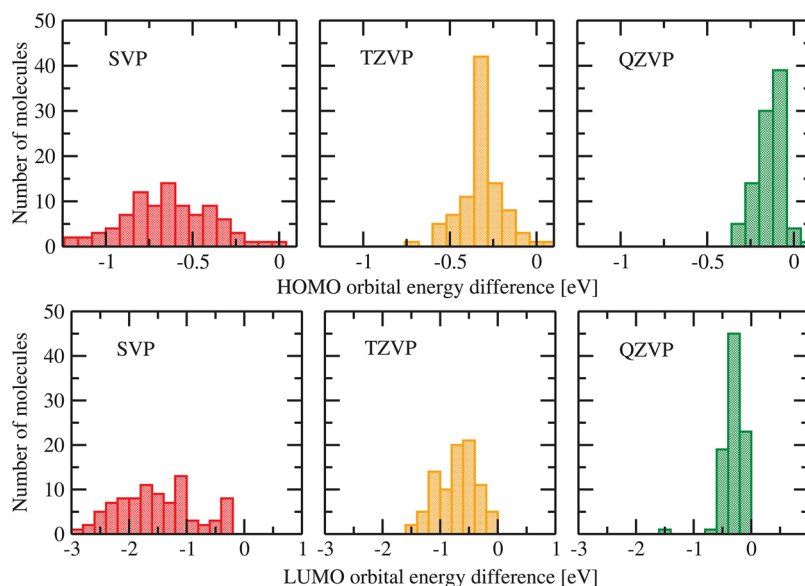 50
40
30
20
10
0
Number of molecules
SVP
TZVP
QZVP
-1 -0.5 0 -1 -0.5 0 -1 -0.5 0
HOMO orbital energy difference [eV]
50
40
30
20
10
0
Number of molecules
SVP
TZVP
QZVP
-3 -2 -1 0 1 -3 -2 -1 0 1 -3 -2 -1 0
LUMO orbital energy difference [eV]